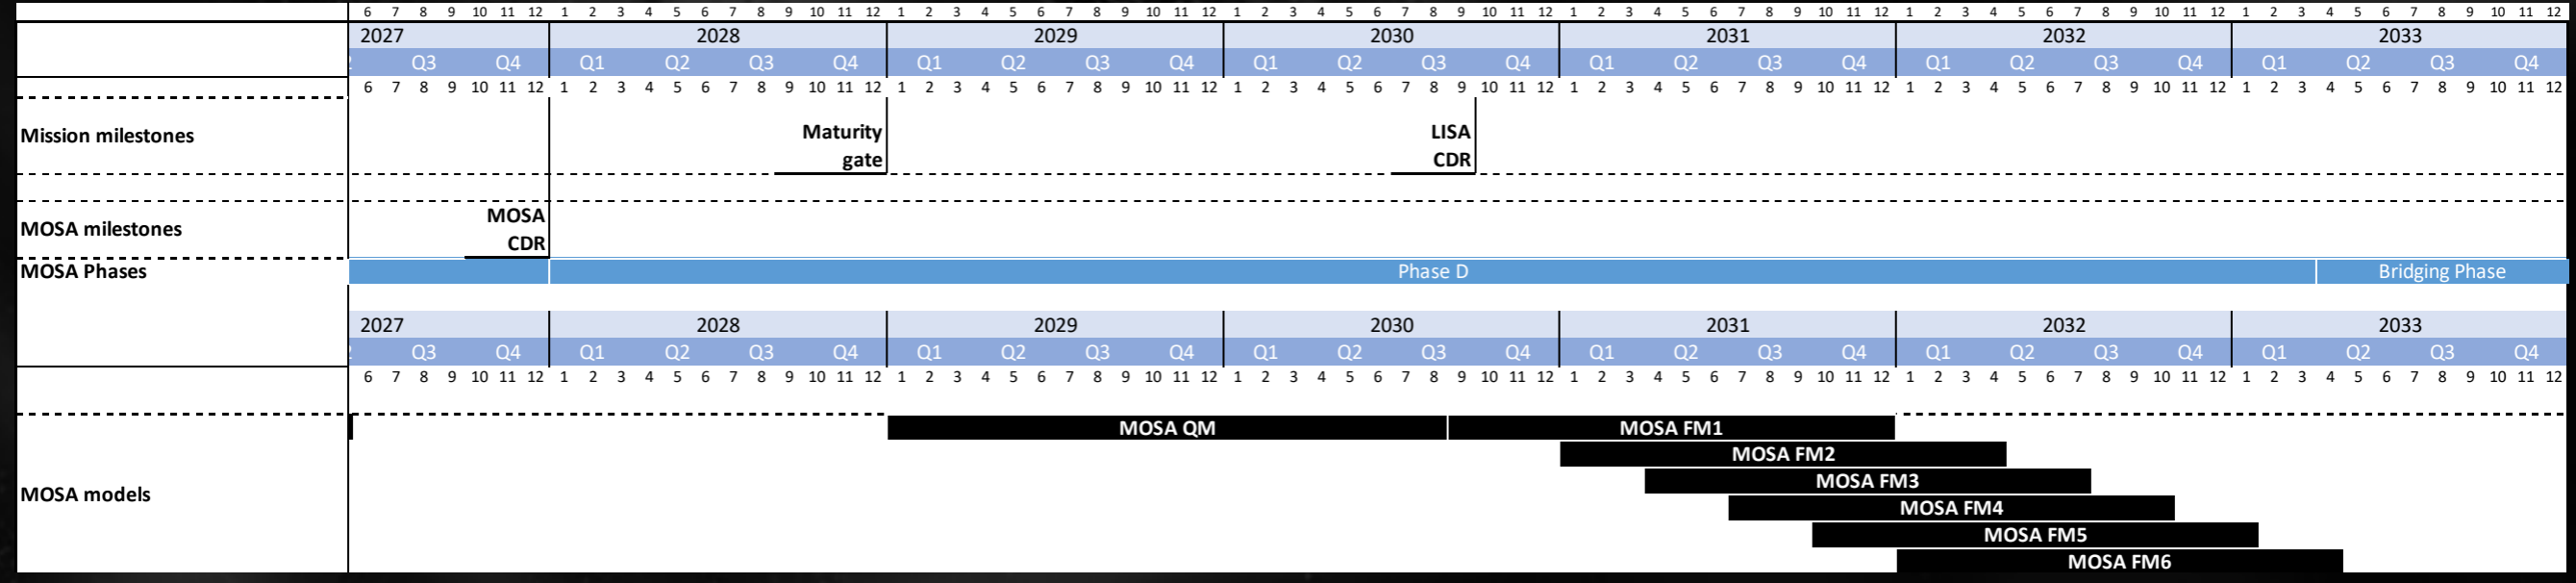 6 7 8 9 10 11 12 1 2 3 4 5 6 7 8 9 10 11 12 1 2 3 4 5 6 7 8 9 10 11 12 1 2 3 4 5 6 7 8 9 10 11 12 1 2 3 4 5 6 7 8 9 10 11 12 1 2 3 4 5 6 7 8 9 10 11 12 1 2 3 4 5 6 7 8 9 10 11 12
2027 2028 2029 2030 2031 2032 2033
Q3 Q4 Q1 Q2 Q3 Q4 Q1 Q2 Q3 Q4 Q1 Q2 Q3 Q4 Q1 Q2 Q3 Q4 Q1 Q2 Q3 Q4 Q1 Q2 Q3 Q4
6 7 8 9 10 11 12 1 2 3 4 5 6 7 8 9 10 11 12 1 2 3 4 5 6 7 8 9 10 11 12 1 2 3 4 5 6 7 8 9 10 11 12 1 2 3 4 5 6 7 8 9 10 11 12 1 2 3 4 5 6 7 8 9 10 11 12 1 2 3 4 5 6 7 8 9 10 11 12
Mission milestones
Maturity
gate
LISA
CDR
MOSA milestones
MOSA
CDR
MOSA Phases
Phase D
Bridging Phase
2027 2028 2029 2030 2031 2032 2033
Q3 Q4 Q1 Q2 Q3 Q4 Q1 Q2 Q3 Q4 Q1 Q2 Q3 Q4 Q1 Q2 Q3 Q4 Q1 Q2 Q3 Q4 Q1 Q2 Q3 Q4
6 7 8 9 10 11 12 1 2 3 4 5 6 7 8 9 10 11 12 1 2 3 4 5 6 7 8 9 10 11 12 1 2 3 4 5 6 7 8 9 10 11 12 1 2 3 4 5 6 7 8 9 10 11 12 1 2 3 4 5 6 7 8 9 10 11 12 1 2 3 4 5 6 7 8 9 10 11 12
MOSA models
MOSA QM
MOSA FM1
MOSA FM2
MOSA FM3
MOSA FM4
MOSA FM5
MOSA FM6